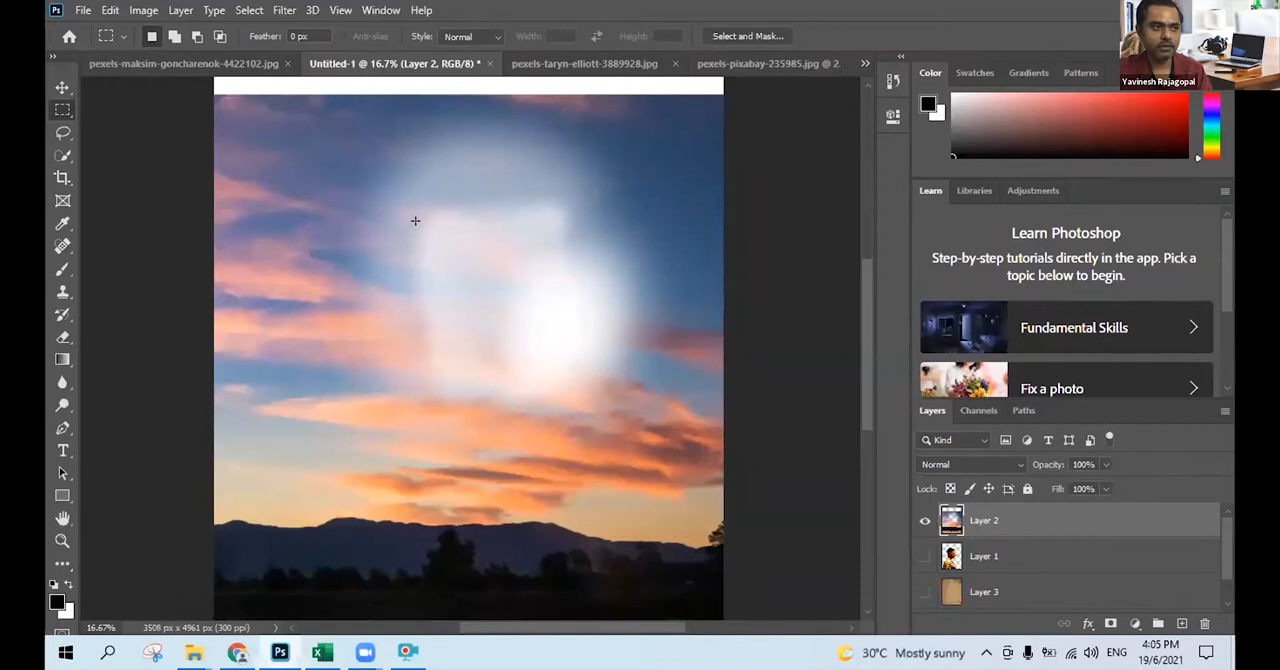 Ps File Edit Image Layer Type Select Filter 3D View Window Help
Feather: 0 px Anti-alias Style: Normal Width: Height: Select and Mask...
Yavinesh Rajagopal
pexels-maksim-goncharenok-4422102.jpg × Untitled-1 @ 16.7% (Layer 2, RGB/8) * × pexels-taryn-elliott-3889928.jpg × pexels-pixabay-235985.jpg @ 2
Color Swatches Gradients Patterns
Learn Libraries Adjustments
Learn Photoshop
Step-by-step tutorials directly in the app. Pick a
topic below to begin.
Fundamental Skills
Fix a photo
Layers Channels Paths
Kind
Normal Opacity: 100%
Lock: Fill: 100%
Layer 2
Layer 1
Layer 3
16.67% 3508 px x 4961 px (300 ppi)
30°C Mostly sunny ENG 4:05 PM
19/6/2021